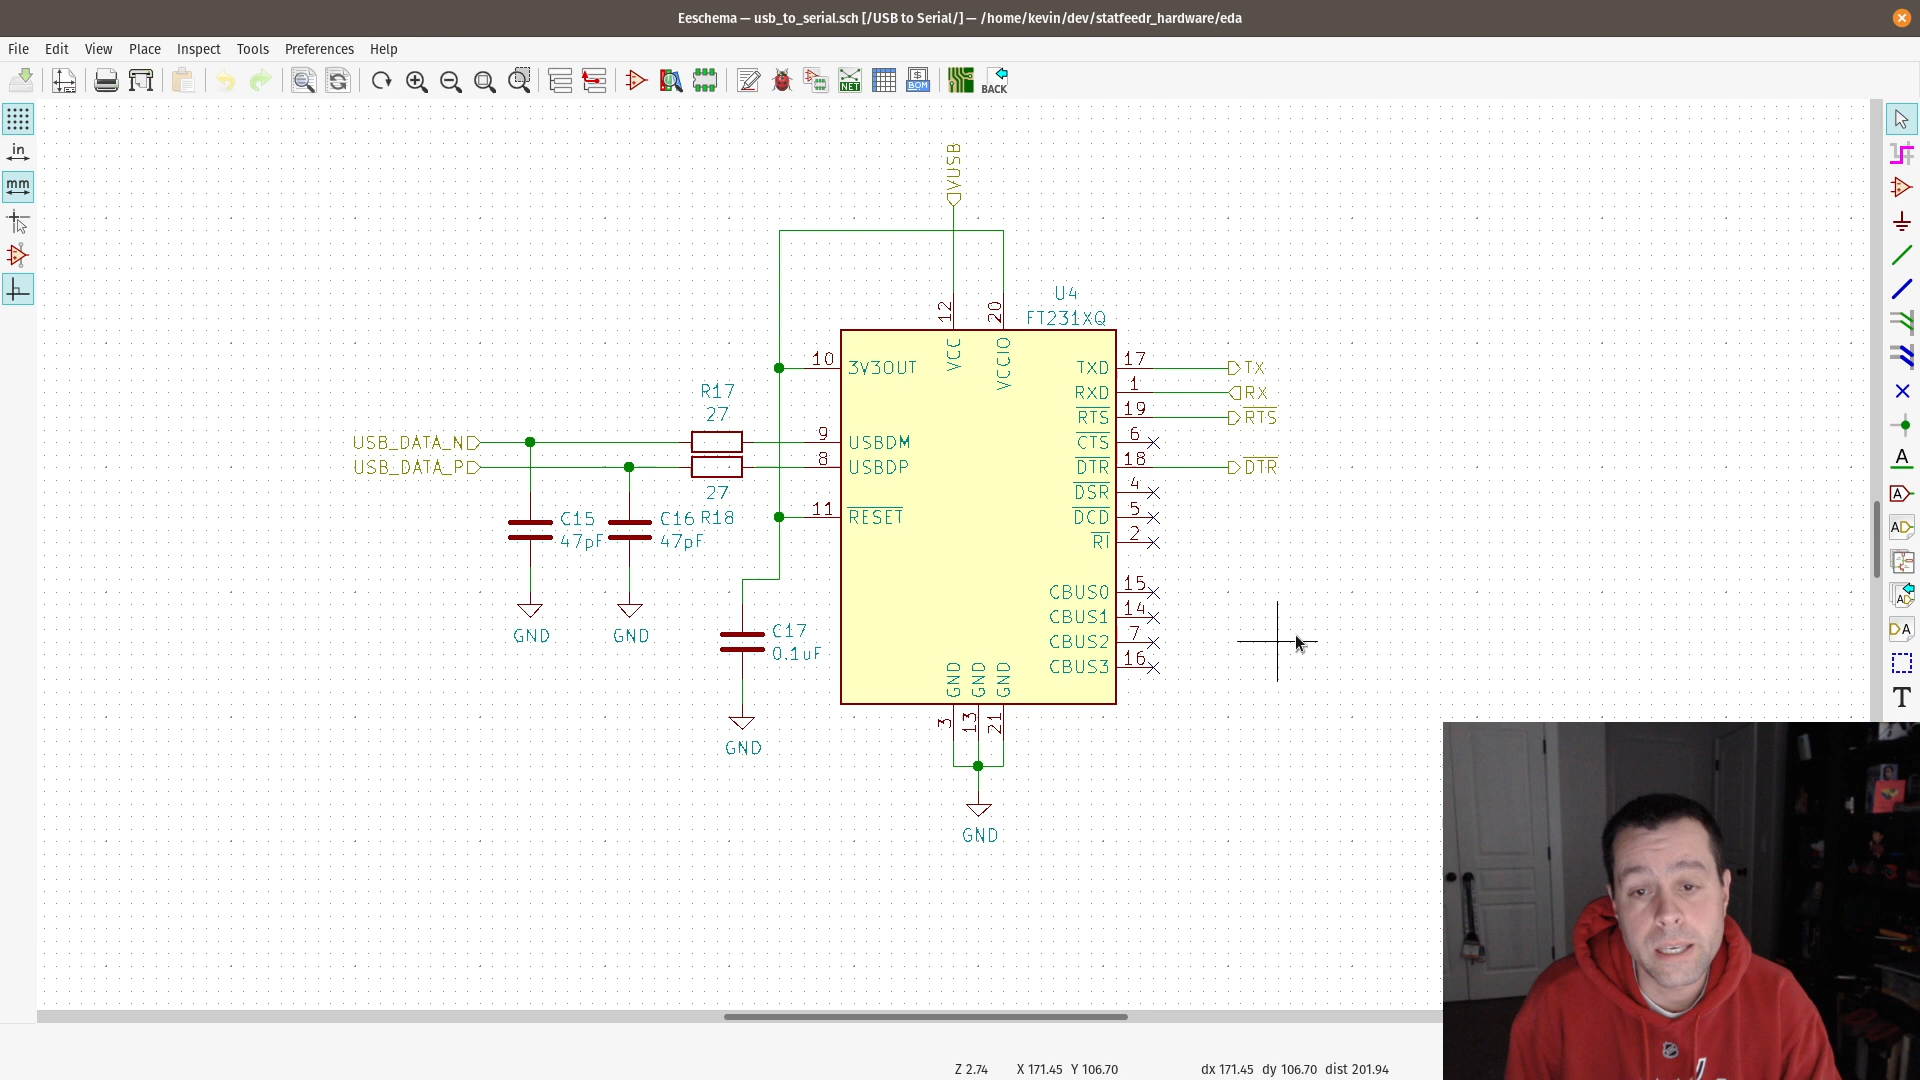 Eeschema — usb_to_serial.sch [/USB to Serial/] — /home/kevin/dev/statfeedr_hardware/eda
File Edit View Place Inspect Tools Preferences Help
NET
BOM
BACK
in
mm
VUSB
12
20
U4
FT231XQ
VCC
VCCIO
10
3V3OUT
TXD
17
TX
RXD
1
RX
RTS
19
RTS
R17
27
USB_DATA_N
9
USBDM
CTS
6
USB_DATA_P
8
USBDP
DTR
18
DTR
27
R18
DSR
4
C15
47pF
C16
47pF
11
RESET
DCD
5
RI
2
CBUS0
15
CBUS1
14
CBUS2
7
CBUS3
16
GND
GND
C17
0.1uF
GND
GND
GND
3
13
21
GND
GND
A
A
A
A
DA
T
Z 2.74 X 171.45 Y 106.70 dx 171.45 dy 106.70 dist 201.94